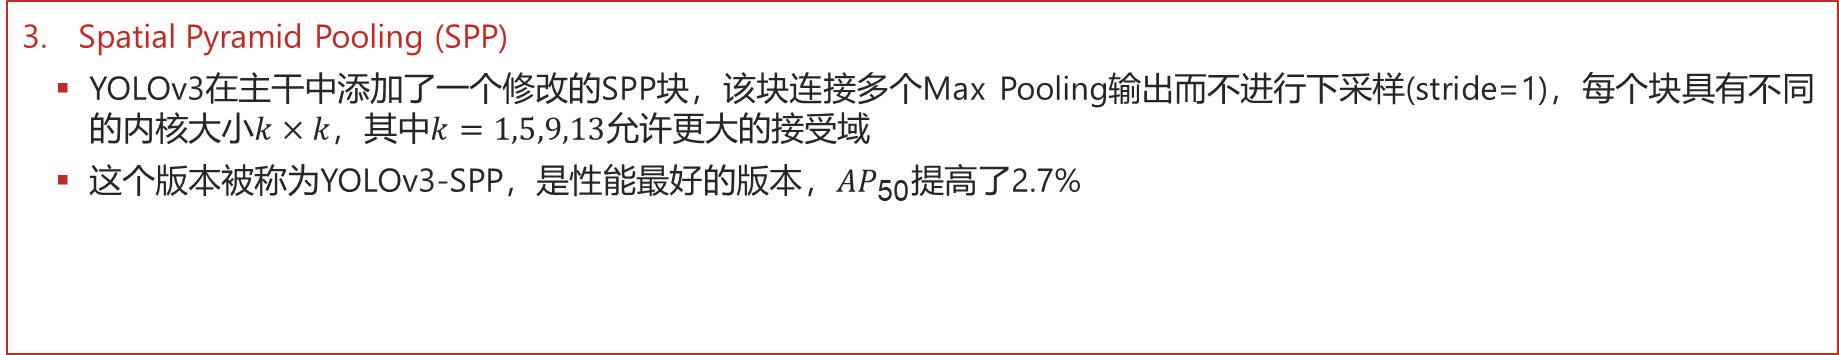 3. Spatial Pyramid Pooling (SPP)
▪ YOLOv3在主干中添加了一个修改的SPP块，该块连接多个Max Pooling输出而不进行下采样(stride=1)，每个块具有不同
的内核大小k × k，其中k = 1,5,9,13允许更大的接受域
▪ 这个版本被称为YOLOv3-SPP，是性能最好的版本，AP50提高了2.7%